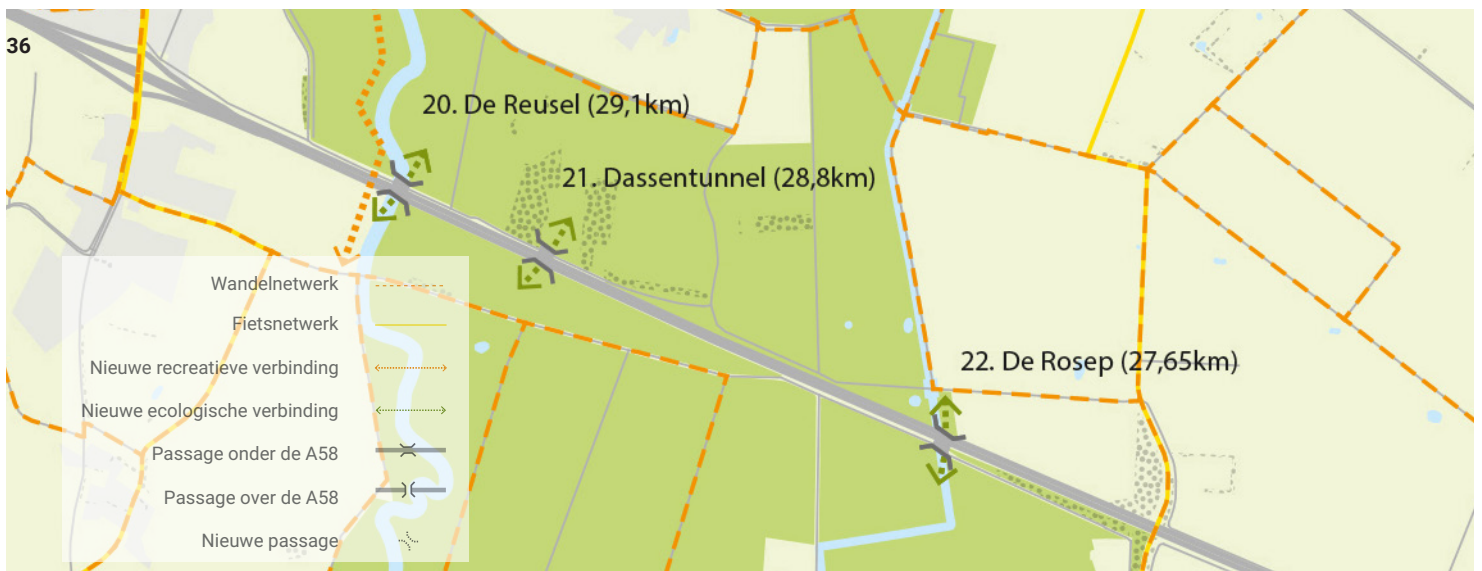 36
20. De Reusel (29,1km)
21. Dassentunnel (28,8km)
22. De Rosep (27,65km)
Wandelnetwerk
Fietsnetwerk
Nieuwe recreatieve verbinding
Nieuwe ecologische verbinding
Passage onder de A58
Passage over de A58
Nieuwe passage